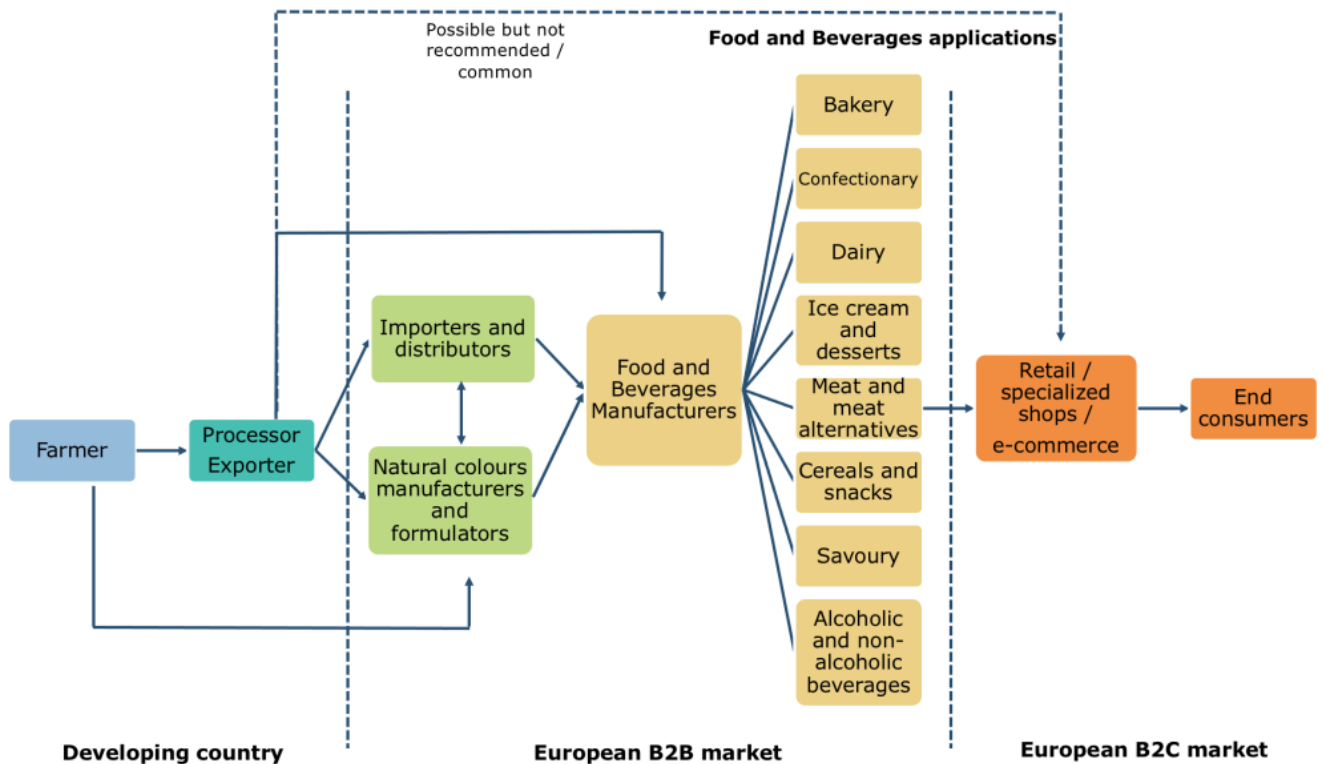 Possible but not
recommended /
common
Food and Beverages applications
Bakery
Confectionary
Dairy
Ice cream
and
desserts
Meat and
meat
alternatives
Cereals and
snacks
Savoury
Alcoholic
and non-
alcoholic
beverages
Importers and
distributors
Natural colours
manufacturers
and
formulators
Food and
Beverages
Manufacturers
Farmer
Processor
Exporter
Retail /
specialized
shops /
e-commerce
End
consumers
Developing country
European B2B market
European B2C market